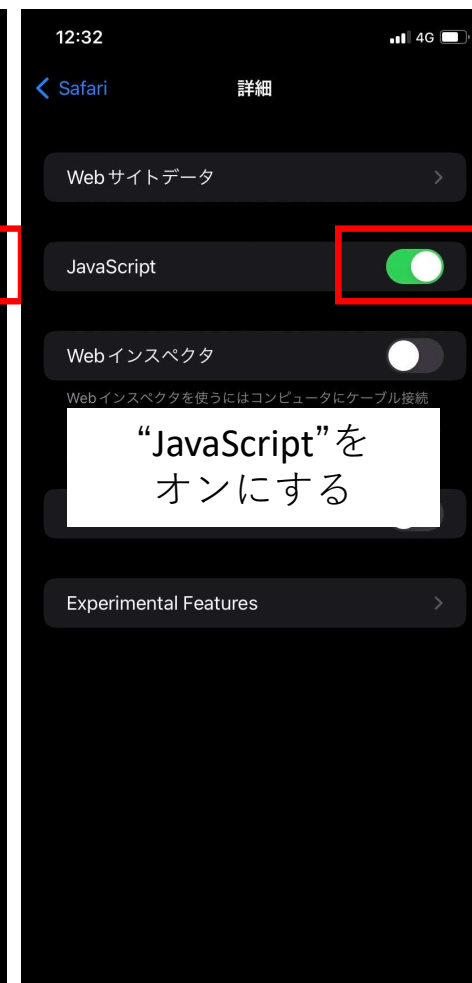 12:32
4G
Safari
詳細
Webサイトデータ
JavaScript
Webインスペクタ
Webインスペクタを使うにはコンピュータにケーブル接続
“JavaScript”を
オンにする
Experimental Features